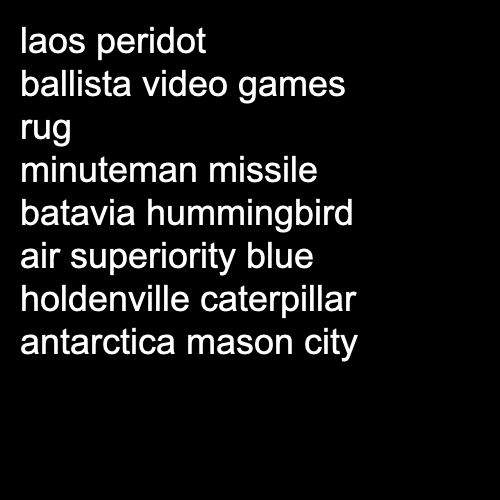 laos peridot
ballista video games
rug
minuteman missile
batavia hummingbird
air superiority blue
holdenville caterpillar
antarctica mason city